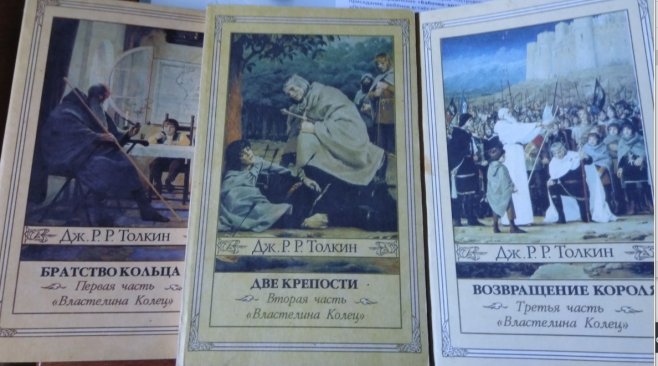 Дж. Р. Р. Толкин
БРАТСТВО КОЛЬЦА
Первая часть
«Властелина Колец»
Дж. Р. Р. Толкин
ДВЕ КРЕПОСТИ
Вторая часть
«Властелина Колец»
Дж. Р. Р. Толкин
ВОЗВРАЩЕНИЕ КОРОЛЯ
Третья часть
«Властелина Колец»